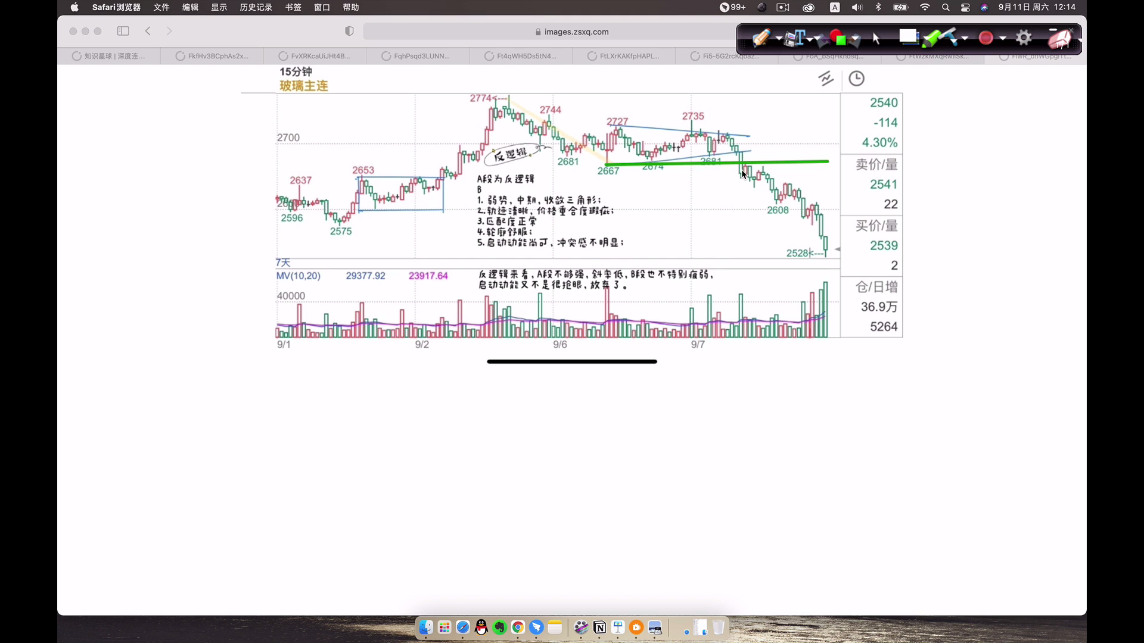 Safari浏览器 文件 编辑 显示 历史记录 书签 窗口 帮助 99+ A 9月11日 周六 12:14
images.zsxq.com
知识星球 | 深度连...
15分钟
玻璃主连
2774
2744
2727
2735
2700
2681
2667
2674
2681
反逻辑
2653
2637
2596
2575
2608
2528
A段为反逻辑
B
1. 弱势, 中期, 收敛三角形;
2. 轨迹清晰, 价格重合度瑕疵;
3. 匹配度正常
4. 轮廓舒服;
5. 启动动能尚可, 冲突感不明显;
2540
-114
4.30%
卖价/量
2541
22
买价/量
2539
2
仓/日增
36.9万
5264
7天
MV(10,20) 29377.92 23917.64
反逻辑来看, A段不够强, 斜率低, B段也不特别痕弱,
启动动能又不是很抢眼, 放弃了。
40000
9/1 9/2 9/6 9/7